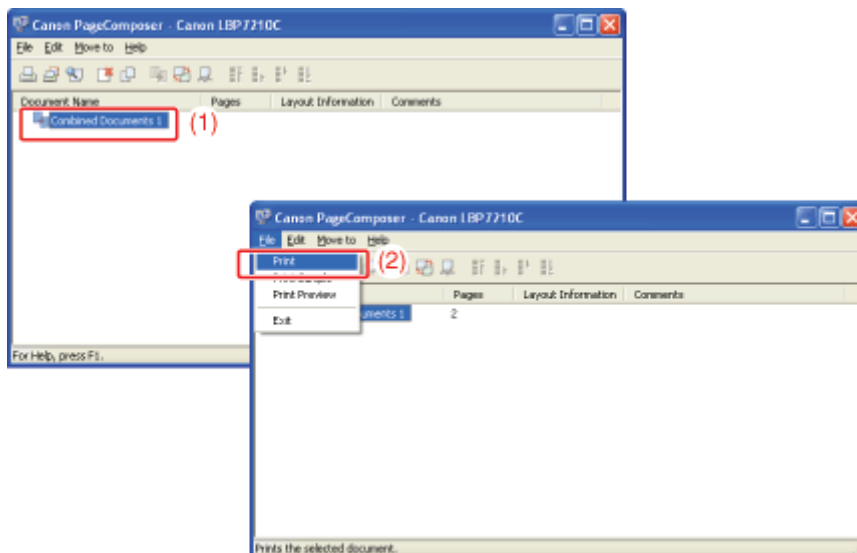 Canon PageComposer - Canon LBP7210C
File Edit Move to Help
Document Name Pages Layout Information Comments
Combined Documents 1
(1)
For Help, press F1.
Canon PageComposer - Canon LBP7210C
File Edit Move to Help
Print
(2)
Print Preview
Pages Layout Information Comments
uments 1 2
Exit
Prints the selected document.